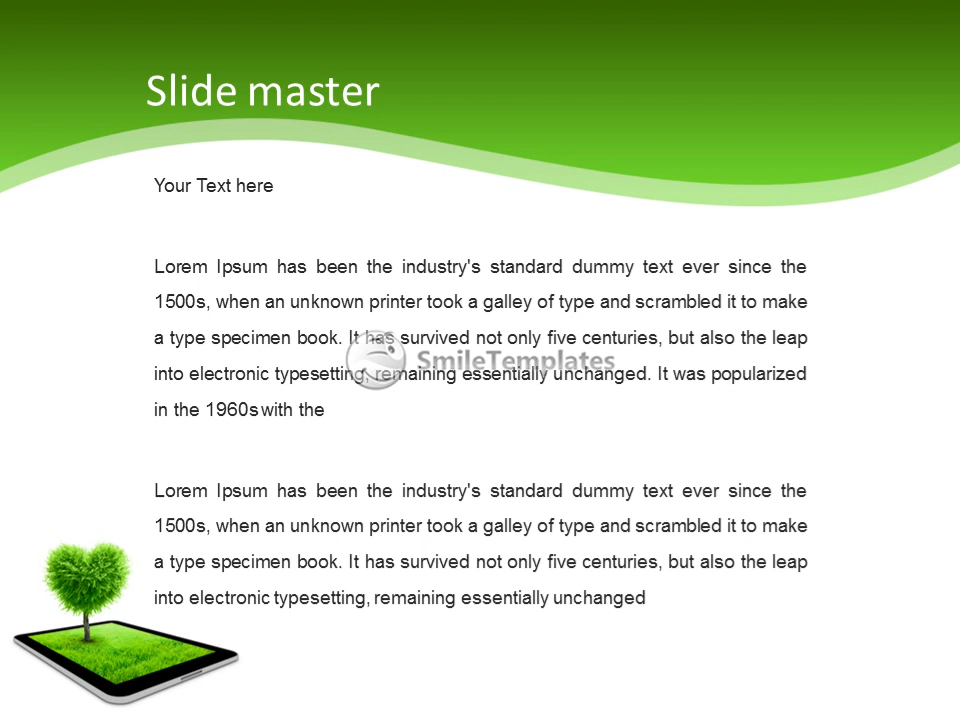 Slide master
Your Text here
Lorem Ipsum has been the industry's standard dummy text ever since the
1500s, when an unknown printer took a galley of type and scrambled it to make
a type specimen book. It has survived not only five centuries, but also the leap
SmileTemplates
into electronic typesetting, remaining essentially unchanged. It was popularized
in the 1960s with the
Lorem Ipsum has been the industry's standard dummy text ever since the
1500s, when an unknown printer took a galley of type and scrambled it to make
a type specimen book. It has survived not only five centuries, but also the leap
into electronic typesetting, remaining essentially unchanged